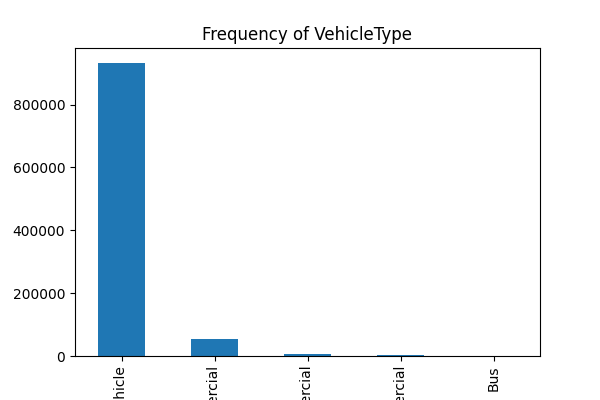 Frequency of VehicleType
800000
600000
400000
200000
0
hicle
ercial
ercial
ercial
Bus